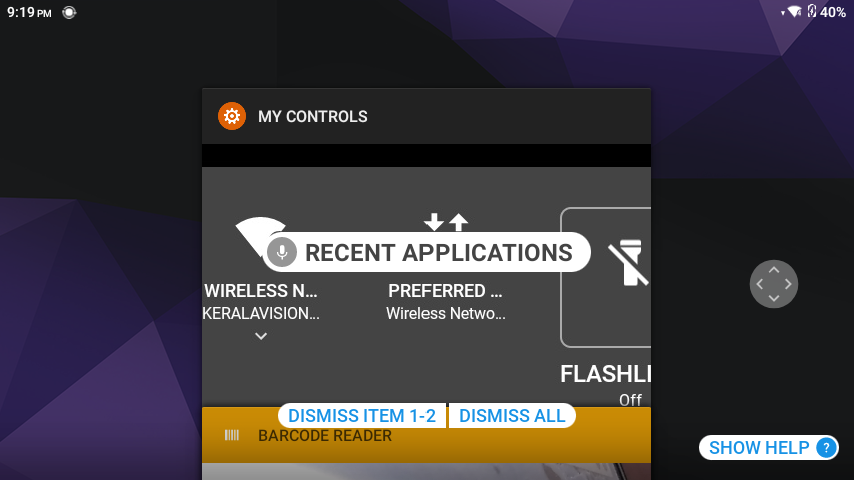 9:19 PM
40%
MY CONTROLS
RECENT APPLICATIONS
WIRELESS N...
PREFERRED ...
KERALAVISION...
Wireless Netwo...
FLASHLI
Off
DISMISS ITEM 1-2
DISMISS ALL
BARCODE READER
SHOW HELP ?